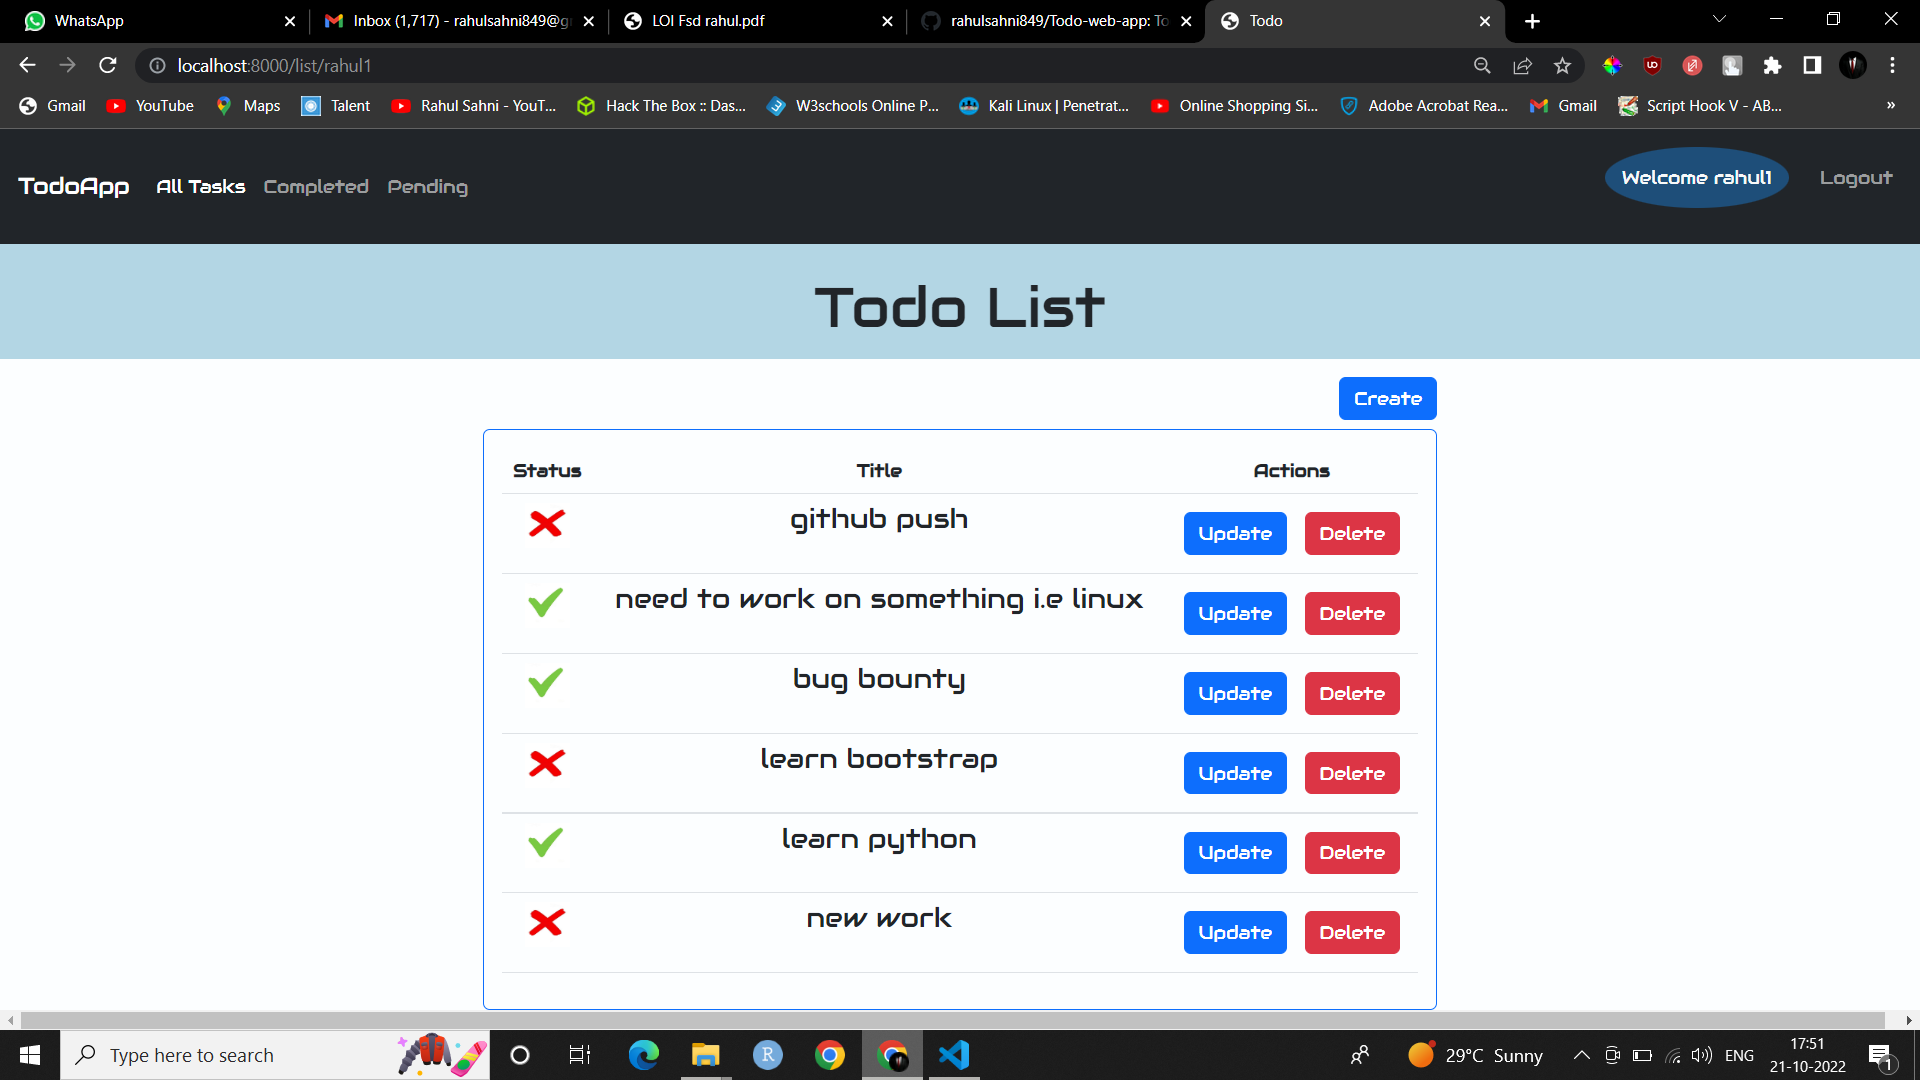 WhatsApp
Inbox (1,717) - rahulsahni849@g
LOI Fsd rahul.pdf
rahulsahni849/Todo-web-app: To
Todo
localhost:8000/list/rahul1
Gmail
YouTube
Maps
Talent
Rahul Sahni - YouT...
Hack The Box :: Das...
W3schools Online P...
Kali Linux | Penetrat...
Online Shopping Si...
Adobe Acrobat Rea...
Gmail
Script Hook V - AB...
»
TodoApp
All Tasks
Completed
Pending
Welcome rahul1
Logout
Todo List
Create
Status Title Actions
github push Update Delete
need to work on something i.e linux Update Delete
bug bounty Update Delete
learn bootstrap Update Delete
learn python Update Delete
new work Update Delete
Type here to search
R
29°C Sunny
ENG
17:51
21-10-2022
1